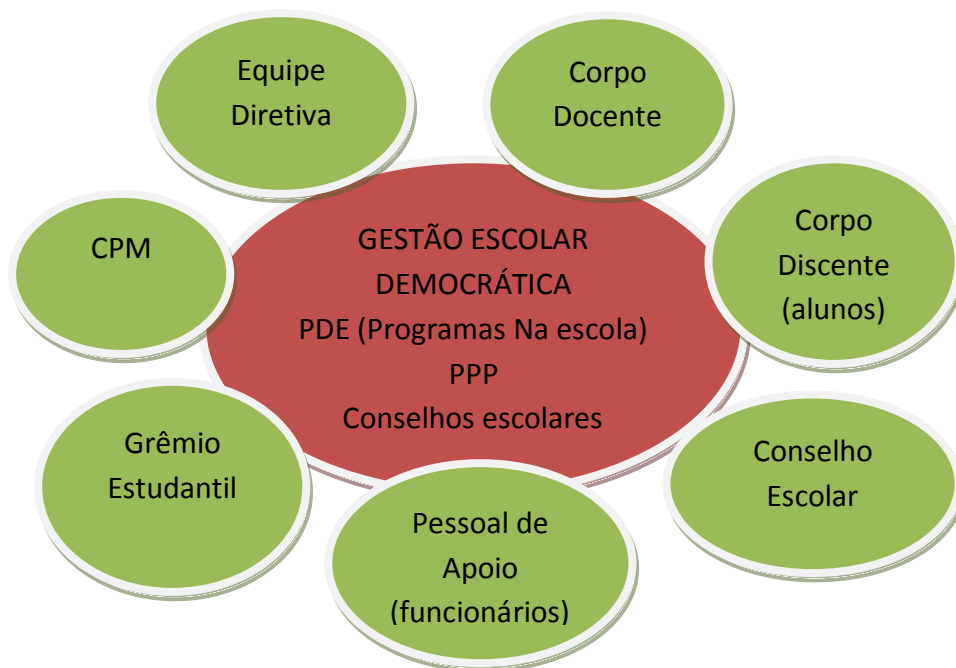 Equipe
Diretiva
Corpo
Docente
CPM
GESTÃO ESCOLAR
DEMOCRÁTICA
PDE (Programas Na escola)
PPP
Conselhos escolares
Corpo
Discente
(alunos)
Grêmio
Estudantil
Pessoal de
Apoio
(funcionários)
Conselho
Escolar